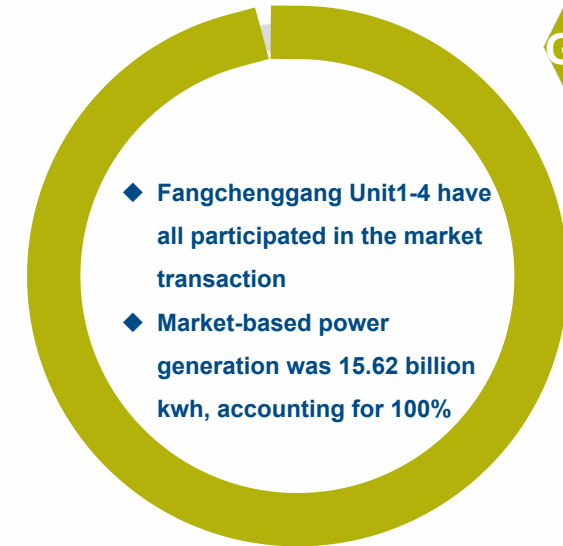 G
◆ Fangchenggang Unit1-4 have
all participated in the market
transaction
◆ Market-based power
generation was 15.62 billion
kwh, accounting for 100%